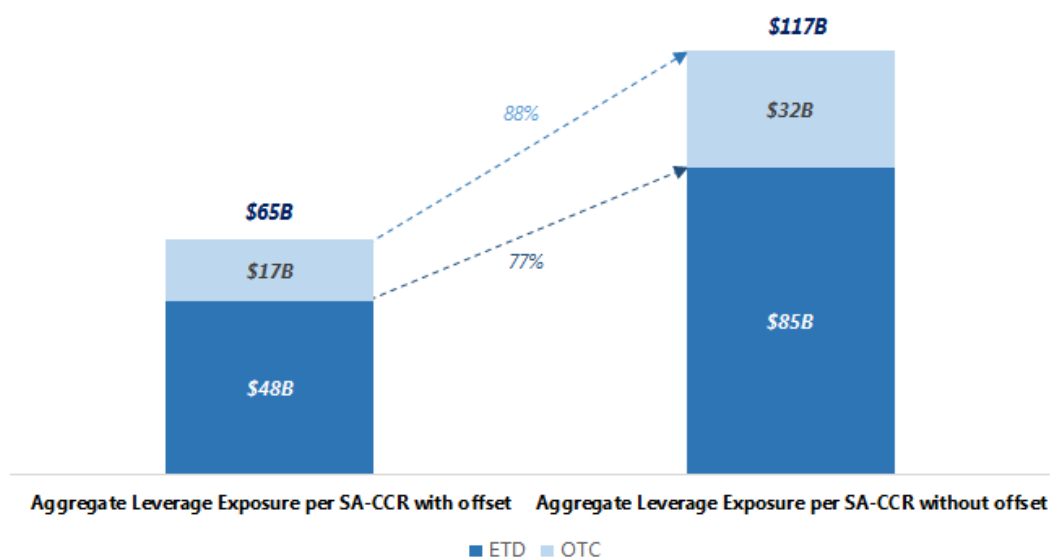 $117B
$32B
88%
$65B
77%
$17B
$85B
$48B
Aggregate Leverage Exposure per SA-CCR with offset
Aggregate Leverage Exposure per SA-CCR without offset
ETD
OTC